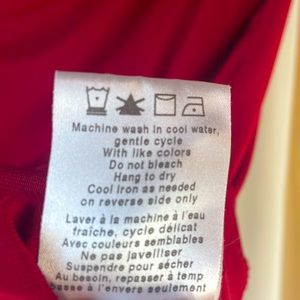 Machine wash in cool water,
gentle cycle
With like colors
Do not bleach
Hang to dry
Cool iron as needed
on reverse side only
Laver à la machine à l'eau
fraîche, cycle délicat
Avec couleurs semblables
Ne pas javelliser
Suspendre pour sécher
Au besoin, repasser à temp
basse à l'envers seulement